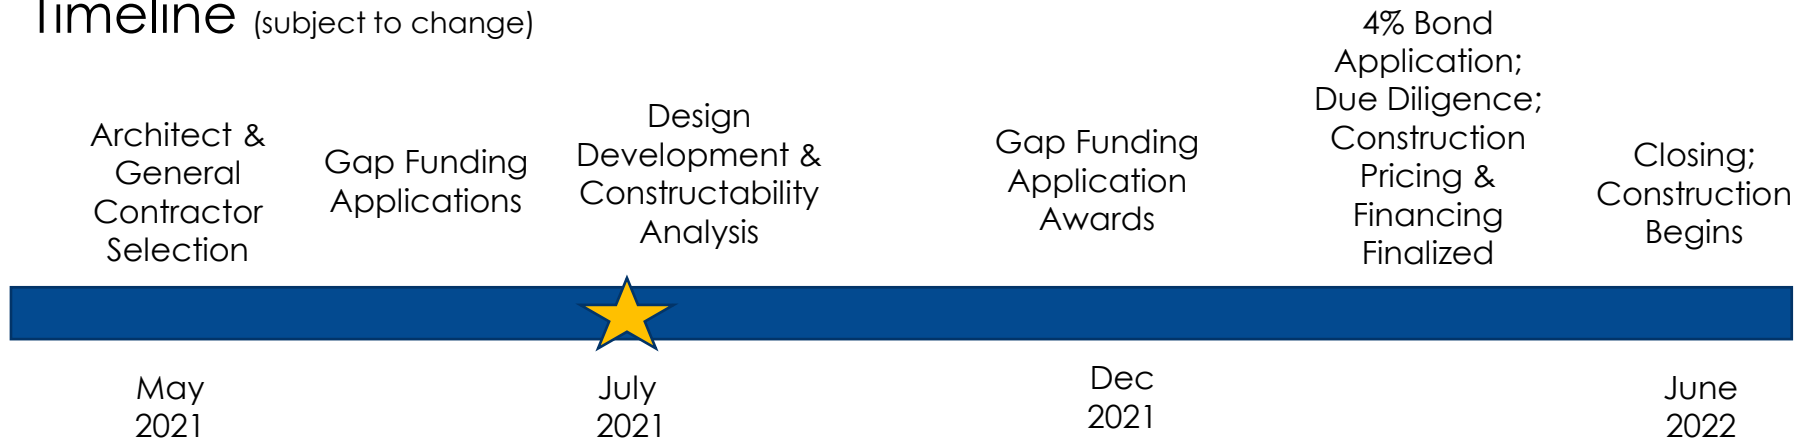 Timeline (subject to change)
Architect &
General
Contractor
Selection
Gap Funding
Applications
Design
Development &
Constructability
Analysis
Gap Funding
Application
Awards
4% Bond
Application;
Due Diligence;
Construction
Pricing &
Financing
Finalized
Closing;
Construction
Begins
May
2021
July
2021
Dec
2021
June
2022